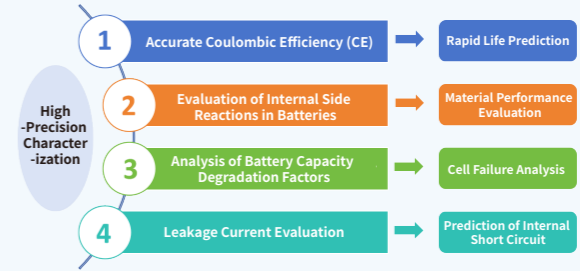 High
-Precision
Character
-ization
1
Accurate Coulombic Efficiency (CE)
Rapid Life Prediction
2
Evaluation of Internal Side
Reactions in Batteries
Material Performance
Evaluation
3
Analysis of Battery Capacity
Degradation Factors
Cell Failure Analysis
4
Leakage Current Evaluation
Prediction of Internal
Short Circuit